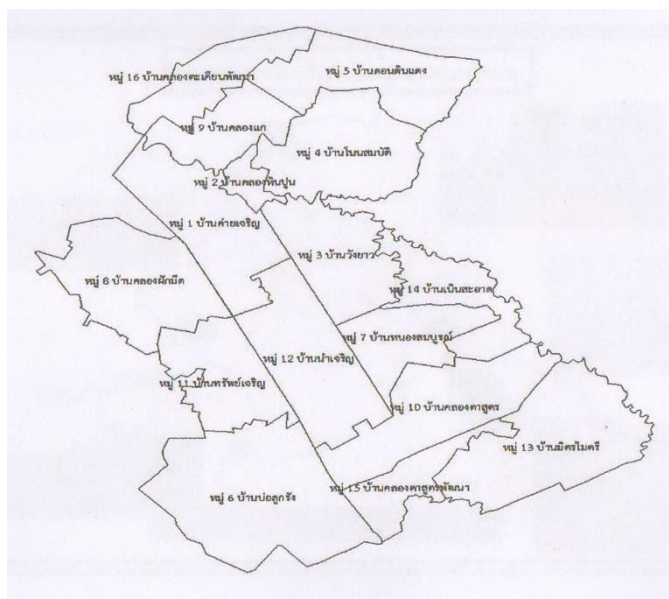 หมู่ 5 บ้านดอนดินแดง
หมู่ 16 บ้านคลองตะเคียนพัฒนา
หมู่ 9 บ้านคลองแก
หมู่ 4 บ้านโนนสมบัติ
หมู่ 2 บ้านคลองหินปูน
หมู่ 1 บ้านค่ายเจริญ
หมู่ 3 บ้านวังยาว
หมู่ 8 บ้านคลองผักมีด
หมู่ 14 บ้านเนินสะอาด
หมู่ 7 บ้านหนองสมบูรณ์
หมู่ 12 บ้านนำเจริญ
หมู่ 11 บ้านทรัพย์เจริญ
หมู่ 10 บ้านคลองตาสูตร
หมู่ 13 บ้านมิตรไมตรี
หมู่ 15 บ้านคลองตาสูตรพัฒนา
หมู่ 6 บ้านบ่อลูกรัง